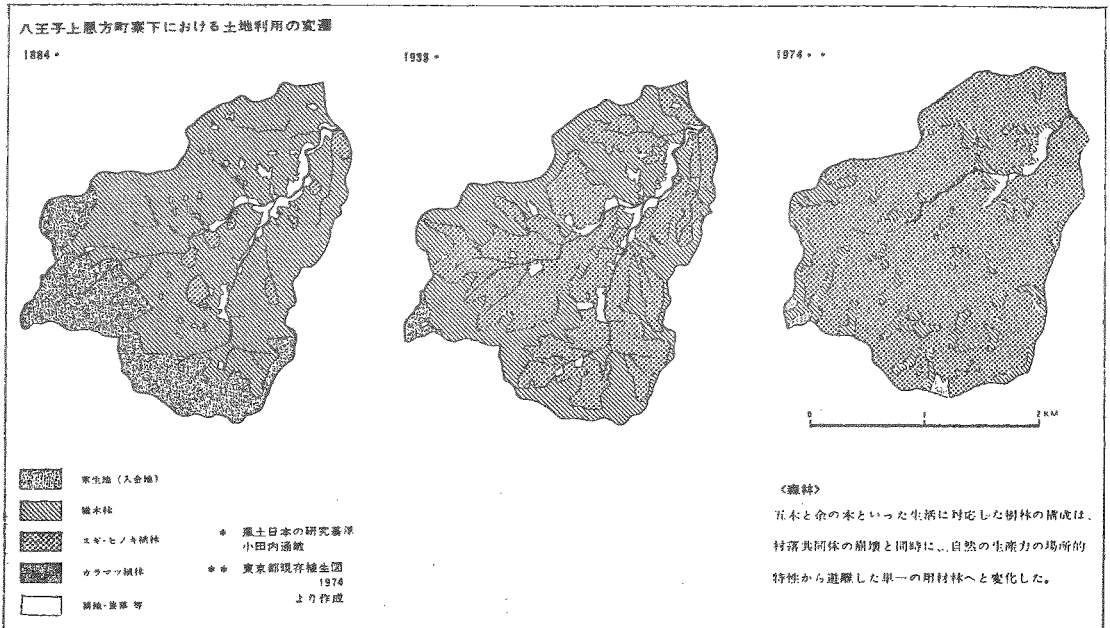 八王子上恩方町案下における土地利用の変遷
1884 *
1938 *
1974 * *
0 1 2 KM
草生地 (入会地)
雑木林
スギ・ヒノキ植林
カラマツ植林
耕地・集落 等
* 風土日本の研究基準
小田内通敏
** 東京都現存植生図
1974
より作成
<森林>
五木と余の木といった生活に対応した樹林の構成は、
村落共同体の崩壊と同時に、自然の生産力の場所的
特性から遊離した単一の用材林へと変化した。